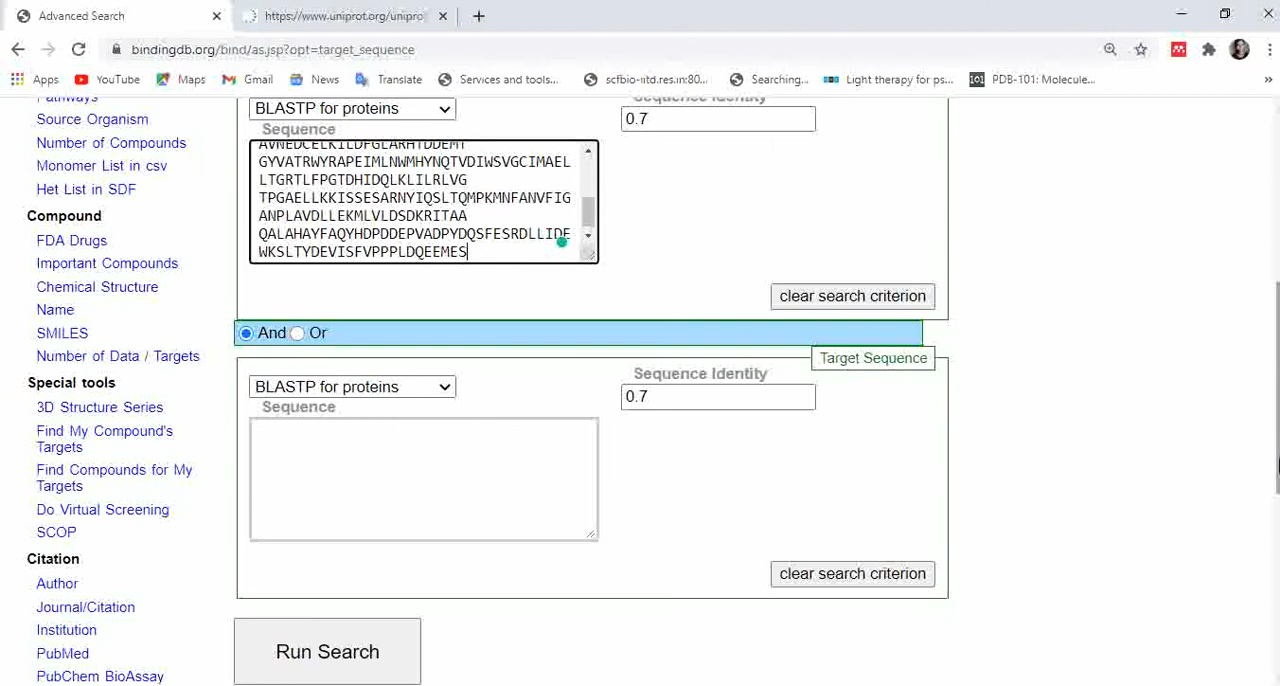 Advanced Search
https://www.uniprot.org/unipro
bindingdb.org/bind/as.jsp?opt=target_sequence
Apps YouTube Maps Gmail News Translate Services and tools... scfbio-iitd.res.in:80... Searching... Light therapy for ps... 101 PDB-101: Molecule... »
Pathways
Source Organism
Number of Compounds
Monomer List in csv
Het List in SDF
Compound
FDA Drugs
Important Compounds
Chemical Structure
Name
SMILES
Number of Data / Targets
Special tools
3D Structure Series
Find My Compound's
Targets
Find Compounds for My
Targets
Do Virtual Screening
SCOP
Citation
Author
Journal/Citation
Institution
PubMed
PubChem BioAssay
BLASTP for proteins
Sequence Identity
0.7
Sequence
AVNEDCELKILDFGLARHTDDEMT
GYVATRWYRAPEIMLNWMHYNQTVDIWSVGCIMAEL
LTGRTLFPGTDHIDQLKLILRLVG
TPGAELLKKISSESARNYIQSLTQMPKMNFANVFIG
ANPLAVDLLEKMLVLDSDKRITAA
QALAHAYFAQYHDPDDEPVADPYDQSFESRDLLIDE
WKSLTYDEVISFVPPPLDQEEMES
clear search criterion
And Or
Target Sequence
BLASTP for proteins
Sequence Identity
0.7
Sequence
clear search criterion
Run Search